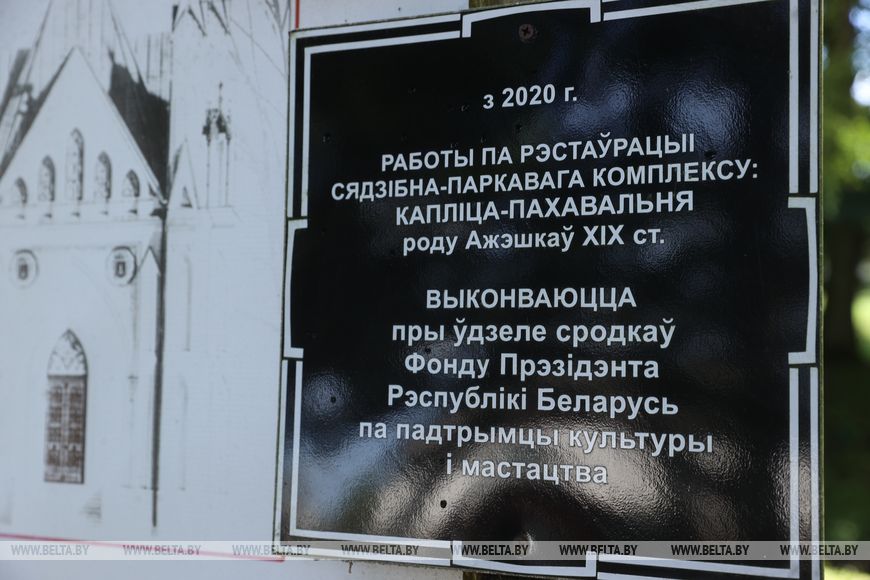 з 2020 г.
РАБОТЫ ПА РЭСТАЎРАЦЫІ
СЯДЗІБНА-ПАРКАВАГА КОМПЛЕКСУ:
КАПЛІЦА-ПАХАВАЛЬНЯ
роду Ажэшкаў XIX ст.
ВЫКОНВАЮЦЦА
пры ўдзеле сродкаў
Фонду Прэзідэнта
Рэспублікі Беларусь
па падтрымцы культуры
і мастацтва
WWW.BELTA.BY WWW.BELTA.BY WWW.BELTA.BY WWW.BELTA.BY WWW.BELTA.BY WWW.BELTA.BY WWW.BELTA.BY WWW.BELTA.BY